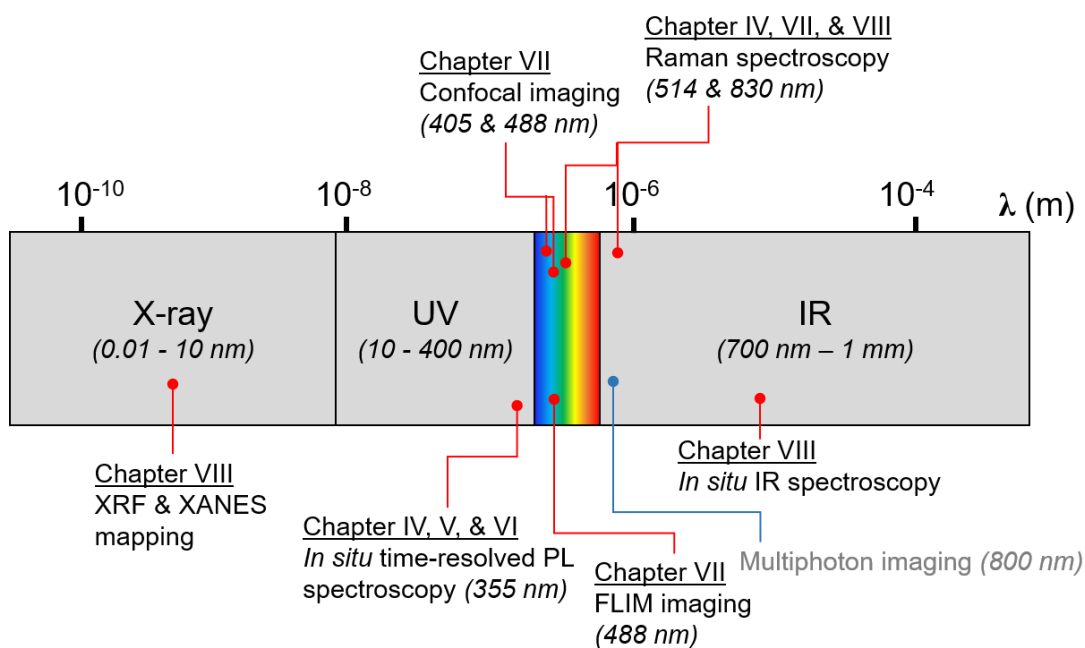 Chapter IV, VII, & VIII
Raman spectroscopy
(514 & 830 nm)
Chapter VII
Confocal imaging
(405 & 488 nm)
10⁻¹⁰
10⁻⁸
10⁻⁶
10⁻⁴
λ (m)
X-ray
(0.01 - 10 nm)
UV
(10 - 400 nm)
IR
(700 nm – 1 mm)
Chapter VIII
XRF & XANES
mapping
Chapter IV, V, & VI
In situ time-resolved PL
spectroscopy (355 nm)
Chapter VII
FLIM imaging
(488 nm)
Chapter VIII
In situ IR spectroscopy
Multiphoton imaging (800 nm)